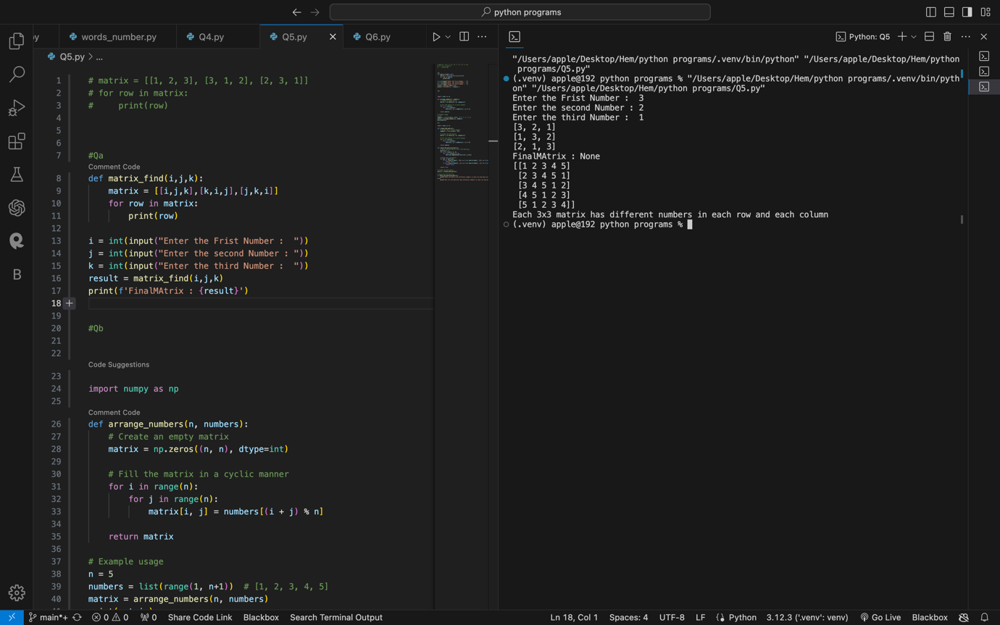 python programs
y
words_number.py
Q4.py
Q5.py
Q6.py
Python: Q5
Q5.py > ...
1 # matrix = [[1, 2, 3], [3, 1, 2], [2, 3, 1]]
2 # for row in matrix:
3 #     print(row)
4
5
6
7 #Qa
Comment Code
8 def matrix_find(i,j,k):
9     matrix = [[i,j,k],[k,i,j],[j,k,i]]
10     for row in matrix:
11         print(row)
12
13 i = int(input("Enter the Frist Number :  "))
14 j = int(input("Enter the second Number : "))
15 k = int(input("Enter the third Number :  "))
16 result = matrix_find(i,j,k)
17 print(f'FinalMAtrix : {result}')
18
19
20 #Qb
21
22
Code Suggestions
23
24 import numpy as np
25
Comment Code
26 def arrange_numbers(n, numbers):
27     # Create an empty matrix
28     matrix = np.zeros((n, n), dtype=int)
29
30     # Fill the matrix in a cyclic manner
31     for i in range(n):
32         for j in range(n):
33             matrix[i, j] = numbers[(i + j) % n]
34
35     return matrix
36
37 # Example usage
38 n = 5
39 numbers = list(range(1, n+1))  # [1, 2, 3, 4, 5]
40 matrix = arrange_numbers(n, numbers)
"/Users/apple/Desktop/Hem/python programs/.venv/bin/python" "/Users/apple/Desktop/Hem/python
programs/Q5.py"
(.venv) apple@192 python programs % "/Users/apple/Desktop/Hem/python programs/.venv/bin/pyth
on" "/Users/apple/Desktop/Hem/python programs/Q5.py"
Enter the Frist Number :  3
Enter the second Number : 2
Enter the third Number :  1
[3, 2, 1]
[1, 3, 2]
[2, 1, 3]
FinalMAtrix : None
[[1 2 3 4 5]
[2 3 4 5 1]
[3 4 5 1 2]
[4 5 1 2 3]
[5 1 2 3 4]]
Each 3x3 matrix has different numbers in each row and each column
(.venv) apple@192 python programs %
B
main*+
0 0
0
Share Code Link
Blackbox
Search Terminal Output
Ln 18, Col 1
Spaces: 4
UTF-8
LF
Python
3.12.3 ('.venv': venv)
Go Live
Blackbox